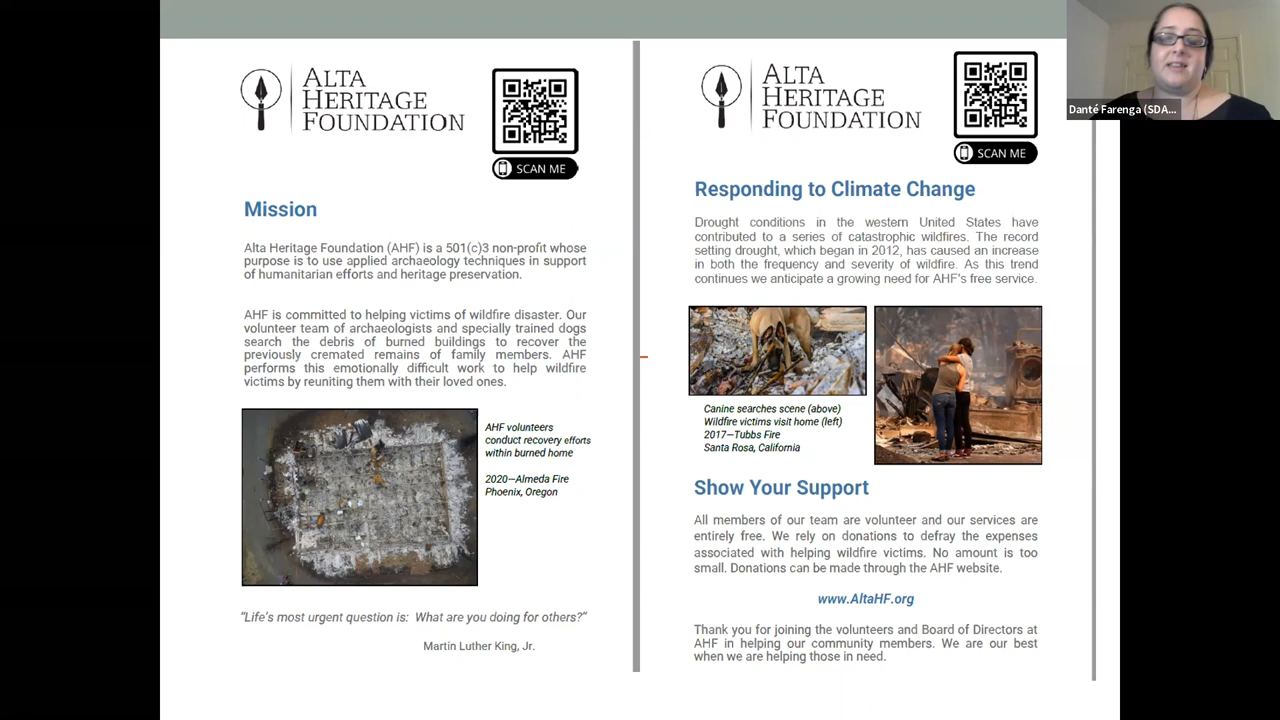 ALTA
HERITAGE
FOUNDATION
SCAN ME
Mission
Alta Heritage Foundation (AHF) is a 501(c)3 non-profit whose
purpose is to use applied archaeology techniques in support
of humanitarian efforts and heritage preservation.
AHF is committed to helping victims of wildfire disaster. Our
volunteer team of archaeologists and specially trained dogs
search the debris of burned buildings to recover the
previously cremated remains of family members. AHF
performs this emotionally difficult work to help wildfire
victims by reuniting them with their loved ones.
AHF volunteers
conduct recovery efforts
within burned home
2020—Almeda Fire
Phoenix, Oregon
“Life’s most urgent question is: What are you doing for others?”
Martin Luther King, Jr.
ALTA
HERITAGE
FOUNDATION
SCAN ME
Responding to Climate Change
Drought conditions in the western United States have
contributed to a series of catastrophic wildfires. The record
setting drought, which began in 2012, has caused an increase
in both the frequency and severity of wildfire. As this trend
continues we anticipate a growing need for AHF's free service.
Canine searches scene (above)
Wildfire victims visit home (left)
2017—Tubbs Fire
Santa Rosa, California
Show Your Support
All members of our team are volunteer and our services are
entirely free. We rely on donations to defray the expenses
associated with helping wildfire victims. No amount is too
small. Donations can be made through the AHF website.
www.AltaHF.org
Thank you for joining the volunteers and Board of Directors at
AHF in helping our community members. We are our best
when we are helping those in need.
Danté Farenga (SDA...